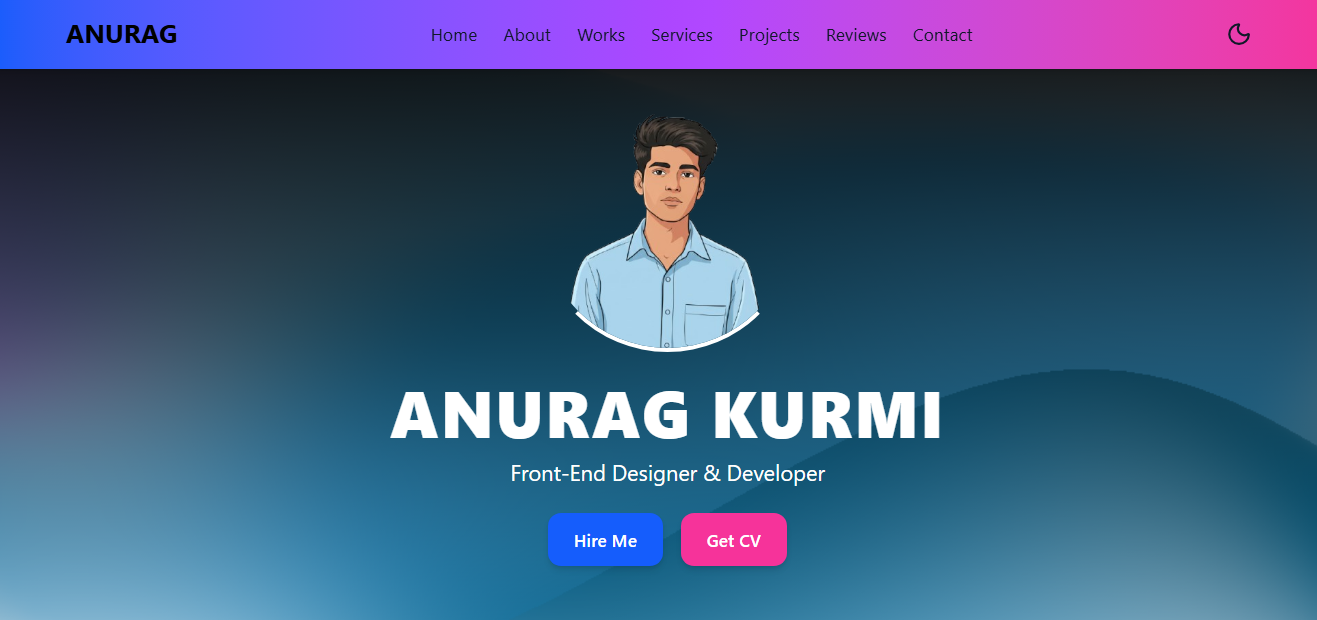 ANURAG
Home About Works Services Projects Reviews Contact
ANURAG KURMI
Front-End Designer & Developer
Hire Me
Get CV